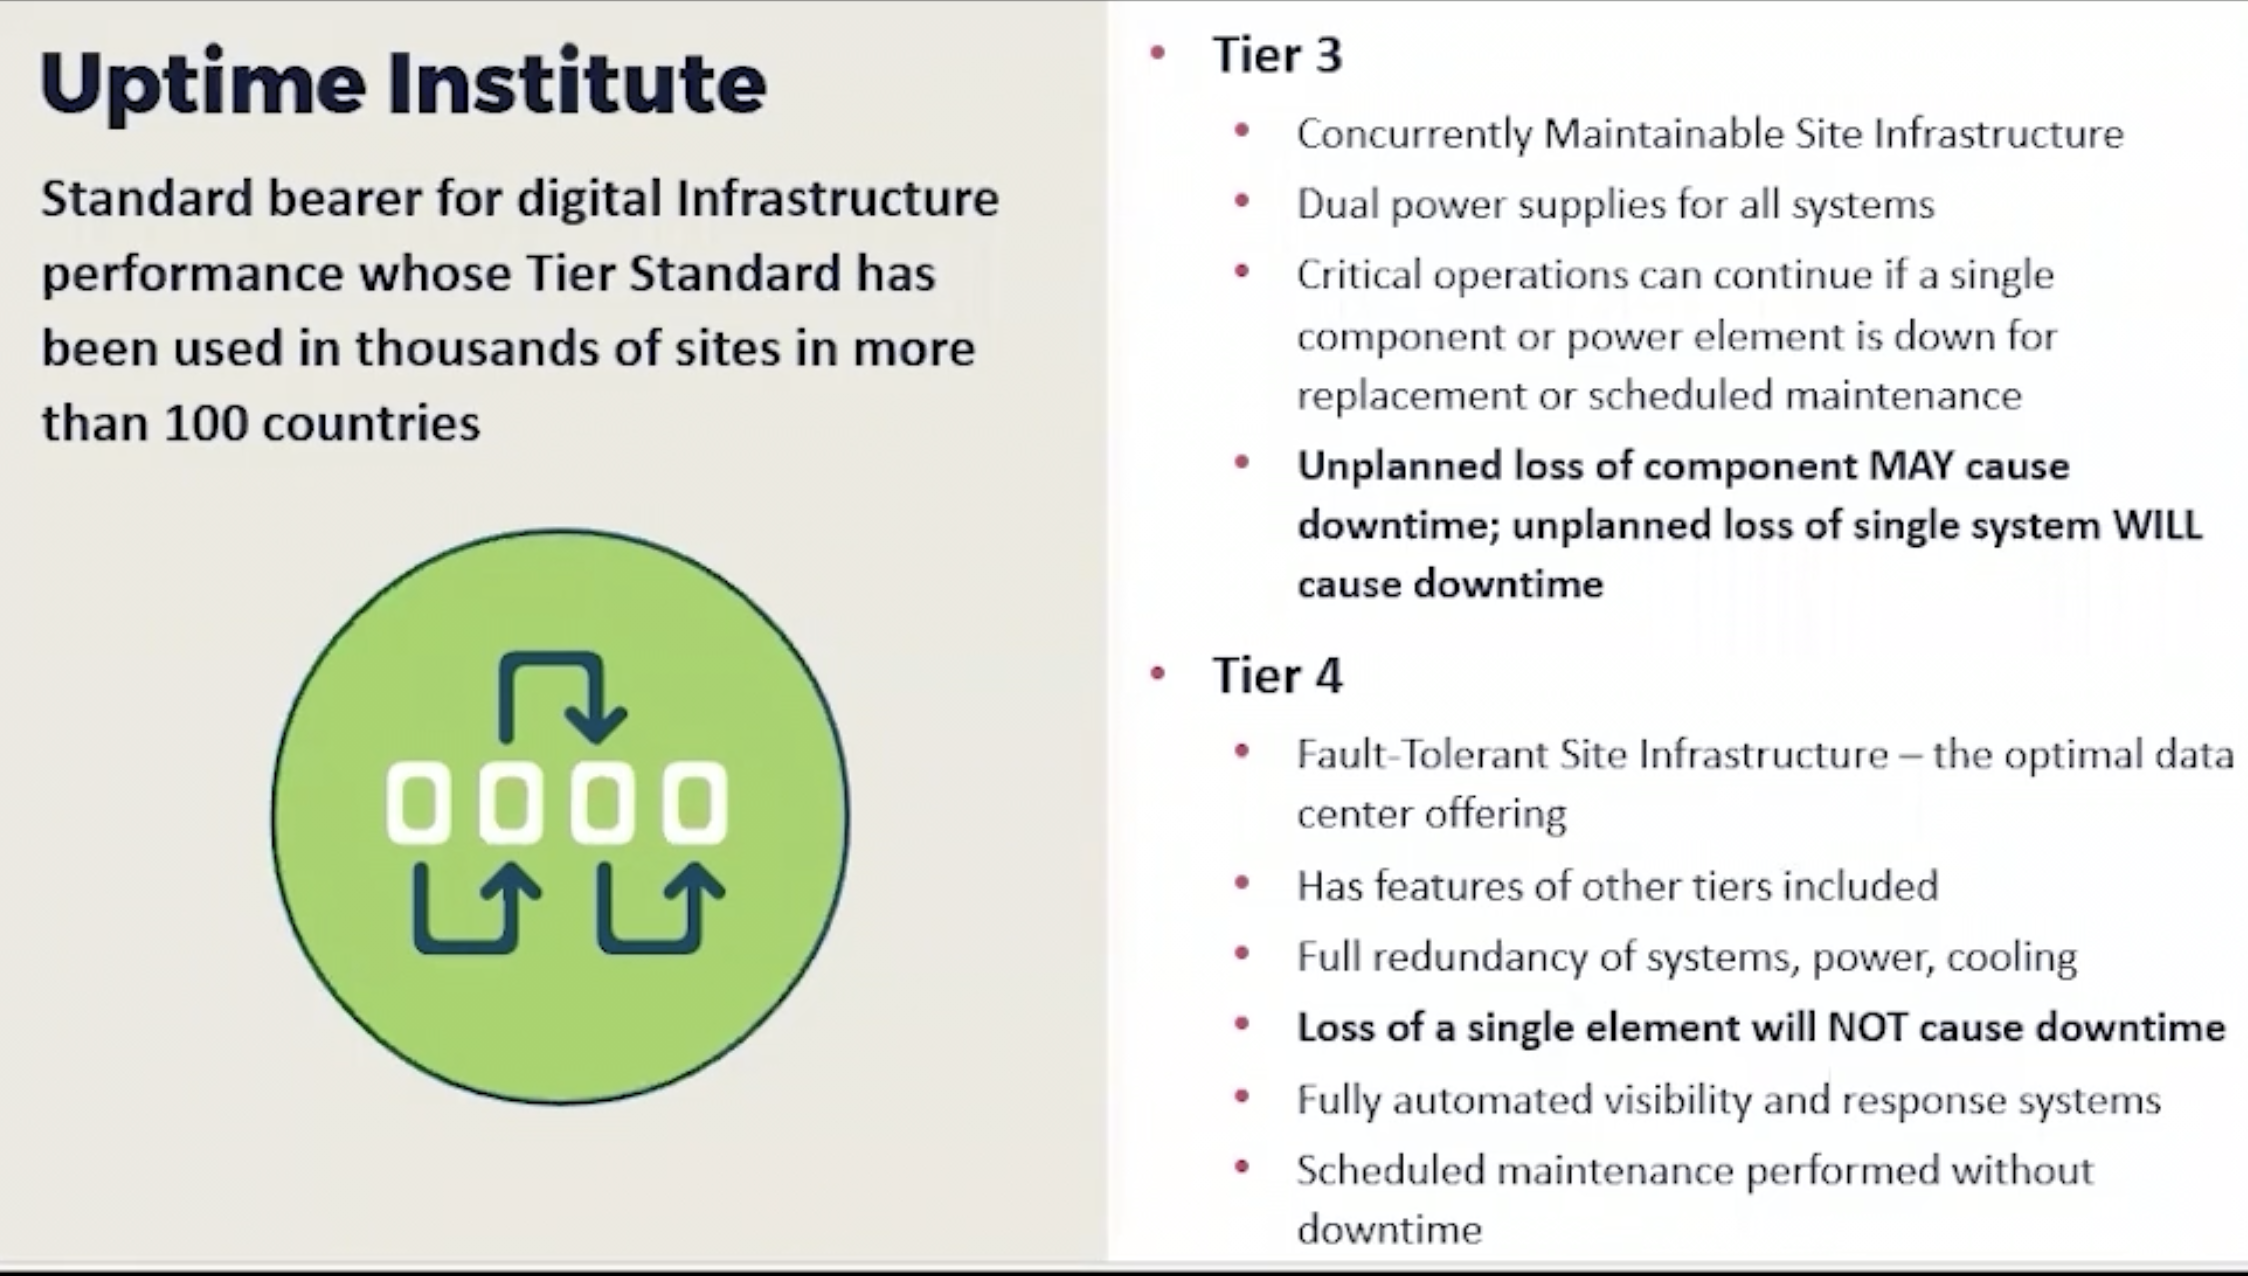 Uptime Institute
Standard bearer for digital Infrastructure
performance whose Tier Standard has
been used in thousands of sites in more
than 100 countries
0000
• Tier 3
• Concurrently Maintainable Site Infrastructure
• Dual power supplies for all systems
• Critical operations can continue if a single
component or power element is down for
replacement or scheduled maintenance
• Unplanned loss of component MAY cause
downtime; unplanned loss of single system WILL
cause downtime
• Tier 4
• Fault-Tolerant Site Infrastructure – the optimal data
center offering
• Has features of other tiers included
• Full redundancy of systems, power, cooling
• Loss of a single element will NOT cause downtime
• Fully automated visibility and response systems
• Scheduled maintenance performed without
downtime